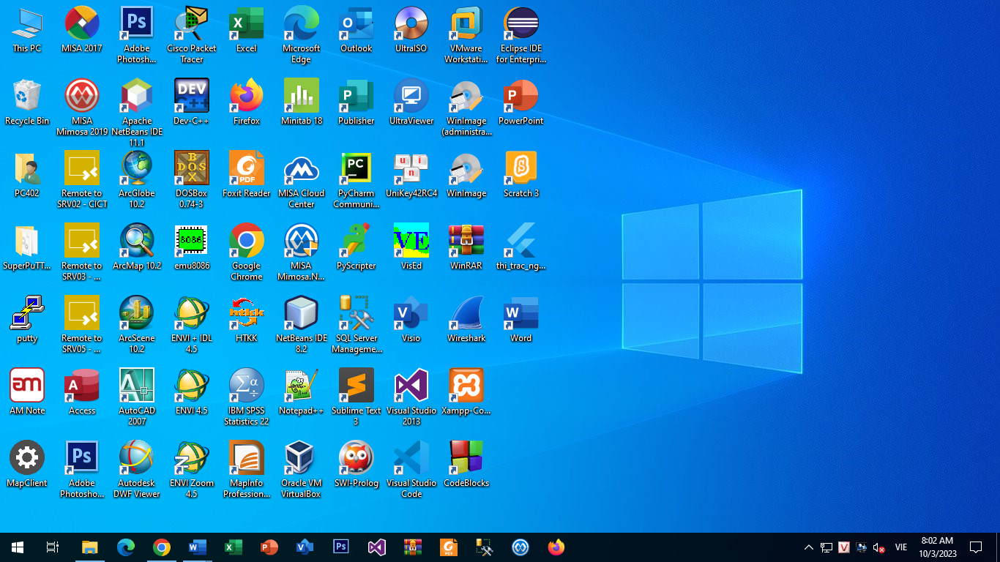 This PC
MISA 2017
Adobe
Photosh...
Cisco Packet
Tracer
Excel
Microsoft
Edge
Outlook
UltraISO
VMware
Workstati...
Eclipse IDE
for Enterpri...
Recycle Bin
MISA
Mimosa 2019
Apache
NetBeans IDE
11.1
DEV
C++
Dev-C++
Firefox
Minitab 18
Publisher
UltraViewer
WinImage
(administra...
PowerPoint
PC402
Remote to
SRV02 - CICT
ArcGlobe
10.2
DOSBox
0.74-3
Foxit Reader
MISA Cloud
Center
PyCharm
Communi...
UniKey42RC4
WinImage
Scratch 3
SuperPuTT...
Remote to
SRV03 - ...
ArcMap 10.2
8086
emu8086
Google
Chrome
MISA
Mimosa.N...
PyScripter
VE
VisEd
WinRAR
thi_trac_ng...
putty
Remote to
SRV05 - ...
ArcScene
10.2
ENVI + IDL
4.5
htkk
HTKK
NetBeans IDE
8.2
SQL Server
Manageme...
Visio
Wireshark
Word
am
AM Note
Access
AutoCAD
2007
ENVI 4.5
IBM SPSS
Statistics 22
Notepad++
Sublime Text
3
Visual Studio
2013
Xampp-Co...
MapClient
Adobe
Photosho...
Autodesk
DWF Viewer
ENVI Zoom
4.5
MapInfo
Profession...
Oracle VM
VirtualBox
SWI-Prolog
Visual Studio
Code
CodeBlocks
VIE
8:02 AM
10/3/2023